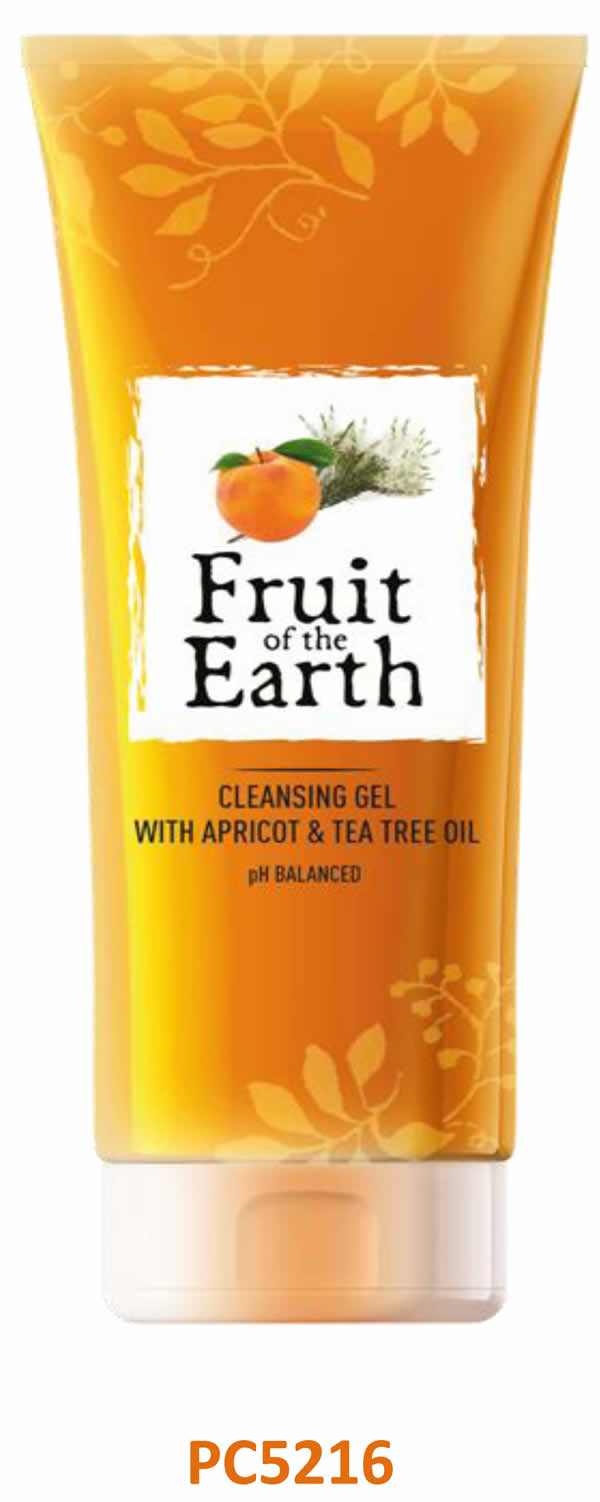 Fruit
of the
Earth
CLEANSING GEL
WITH APRICOT & TEA TREE OIL
pH BALANCED
PC5216